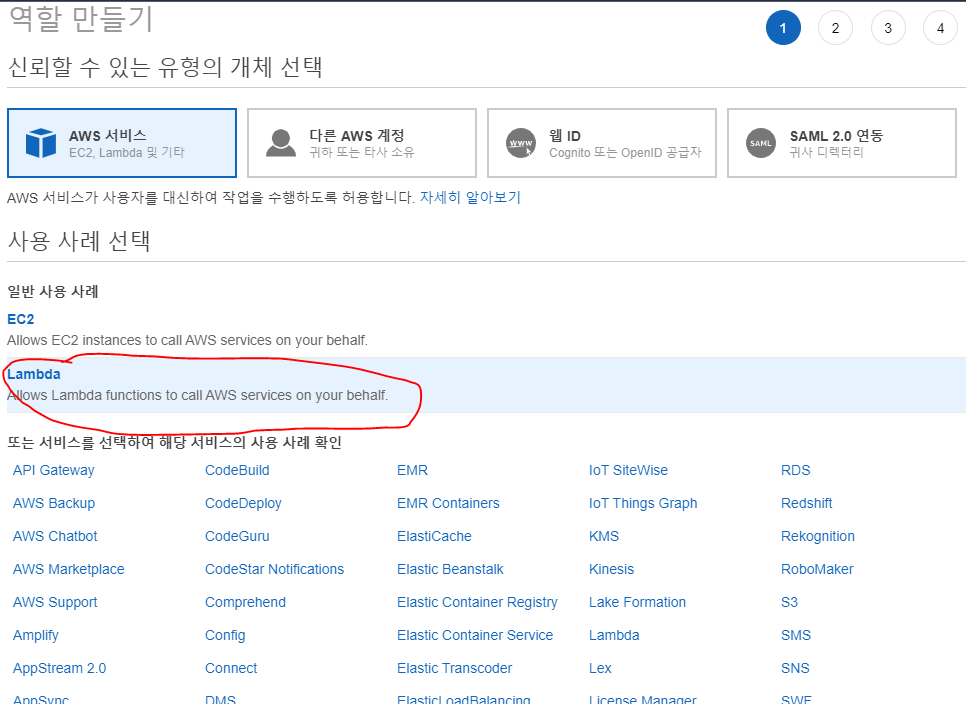 역할 만들기
1 2 3 4
신뢰할 수 있는 유형의 개체 선택
AWS 서비스
EC2, Lambda 및 기타
다른 AWS 계정
귀하 또는 타사 소유
www
웹 ID
Cognito 또는 OpenID 공급자
SAML
SAML 2.0 연동
귀사 디렉터리
AWS 서비스가 사용자를 대신하여 작업을 수행하도록 허용합니다. 자세히 알아보기
사용 사례 선택
일반 사용 사례
EC2
Allows EC2 instances to call AWS services on your behalf.
Lambda
Allows Lambda functions to call AWS services on your behalf.
또는 서비스를 선택하여 해당 서비스의 사용 사례 확인
API Gateway CodeBuild EMR IoT SiteWise RDS
AWS Backup CodeDeploy EMR Containers IoT Things Graph Redshift
AWS Chatbot CodeGuru ElastiCache KMS Rekognition
AWS Marketplace CodeStar Notifications Elastic Beanstalk Kinesis RoboMaker
AWS Support Comprehend Elastic Container Registry Lake Formation S3
Amplify Config Elastic Container Service Lambda SMS
AppStream 2.0 Connect Elastic Transcoder Lex SNS
AppSync DMS ElasticLoadBalancing License Manager SWF